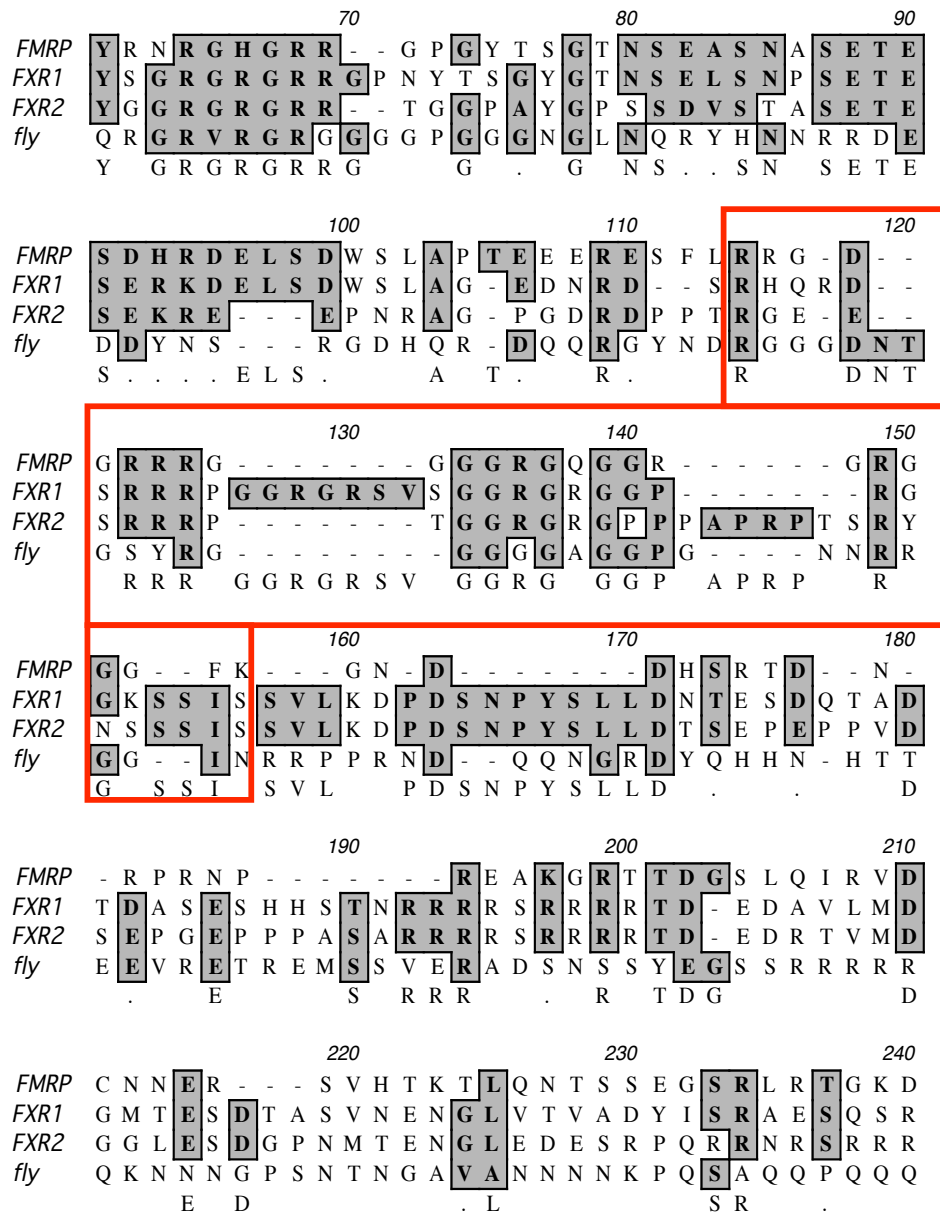 70 80 90
FMRP Y R N R G H G R R - - G P G Y T S G T N S E A S N A S E T E
FXR1 Y S G R G R G R R G P N Y T S G Y G T N S E L S N P S E T E
FXR2 Y G G R G R G R R - - T G G P A Y G P S S D V S T A S E T E
fly Q R G R V R G R G G G G P G G G N G L N Q R Y H N N R R D E
Y G R G R G R R G G . G N S . . S N S E T E
100 110 120
FMRP S D H R D E L S D W S L A P T E E E R E S F L R R G - D - -
FXR1 S E R K D E L S D W S L A G - E D N R D - - S R H Q R D - -
FXR2 S E K R E - - - E P N R A G - P G D R D P P T R G E - E - -
fly D D Y N S - - - R G D H Q R - D Q Q R G Y N D R G G G D N T
S . . . . E L S . A T . R . R D N T
130 140 150
FMRP G R R R G - - - - - - - G G G R G Q G G R - - - - - - G R G
FXR1 S R R R P G G R G R S V S G G R G R G G P - - - - - - - R G
FXR2 S R R R P - - - - - - - T G G R G R G P P P A P R P T S R Y
fly G S Y R G - - - - - - - - G G G G A G G P G - - - - N N R R
R R R G G R G R S V G G R G G G P A P R P R
160 170 180
FMRP G G - - F K - - - G N - D - - - - - - - D H S R T D - - N -
FXR1 G K S S I S S V L K D P D S N P Y S L L D N T E S D Q T A D
FXR2 N S S S I S S V L K D P D S N P Y S L L D T S E P E P P V D
fly G G - - I N R R P P R N D - - Q Q N G R D Y Q H H N - H T T
G S S I S V L P D S N P Y S L L D . . D
190 200 210
FMRP - R P R N P - - - - - - - R E A K G R T T D G S L Q I R V D
FXR1 T D A S E S H H S T N R R R R S R R R R T D - E D A V L M D
FXR2 S E P G E P P P A S A R R R R S R R R R T D - E D R T V M D
fly E E V R E T R E M S S V E R A D S N S S Y E G S S R R R R R
. E S R R R . R T D G D
220 230 240
FMRP C N N E R - - - S V H T K T L Q N T S S E G S R L R T G K D
FXR1 G M T E S D T A S V N E N G L V T V A D Y I S R A E S Q S R
FXR2 G G L E S D G P N M T E N G L E D E S R P Q R R N R S R R R
fly Q K N N N G P S N T N G A V A N N N N K P Q S A Q Q P Q Q Q
E D . L S R .